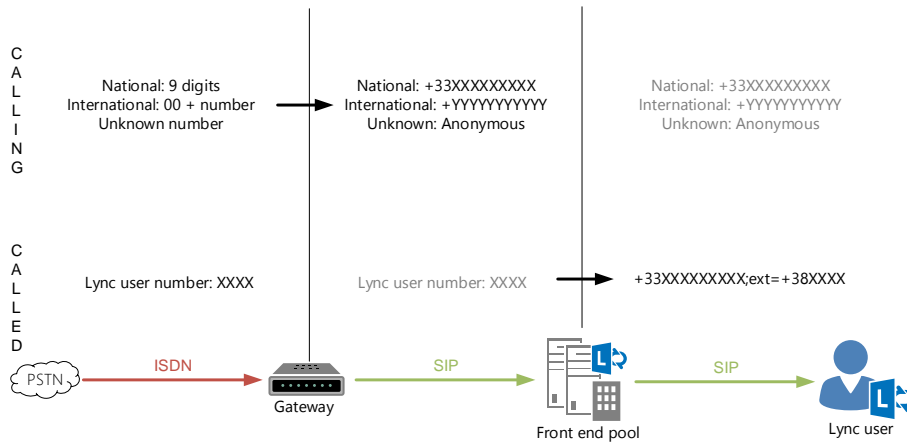 CALLING
National: 9 digits
International: 00 + number
Unknown number
National: +33XXXXXXXXX
International: +YYYYYYYYYYY
Unknown: Anonymous
National: +33XXXXXXXXX
International: +YYYYYYYYYYY
Unknown: Anonymous
CALLED
Lync user number: XXXX
Lync user number: XXXX
+33XXXXXXXXX;ext=+38XXXX
PSTN
ISDN
Gateway
SIP
L
Front end pool
SIP
L
Lync user